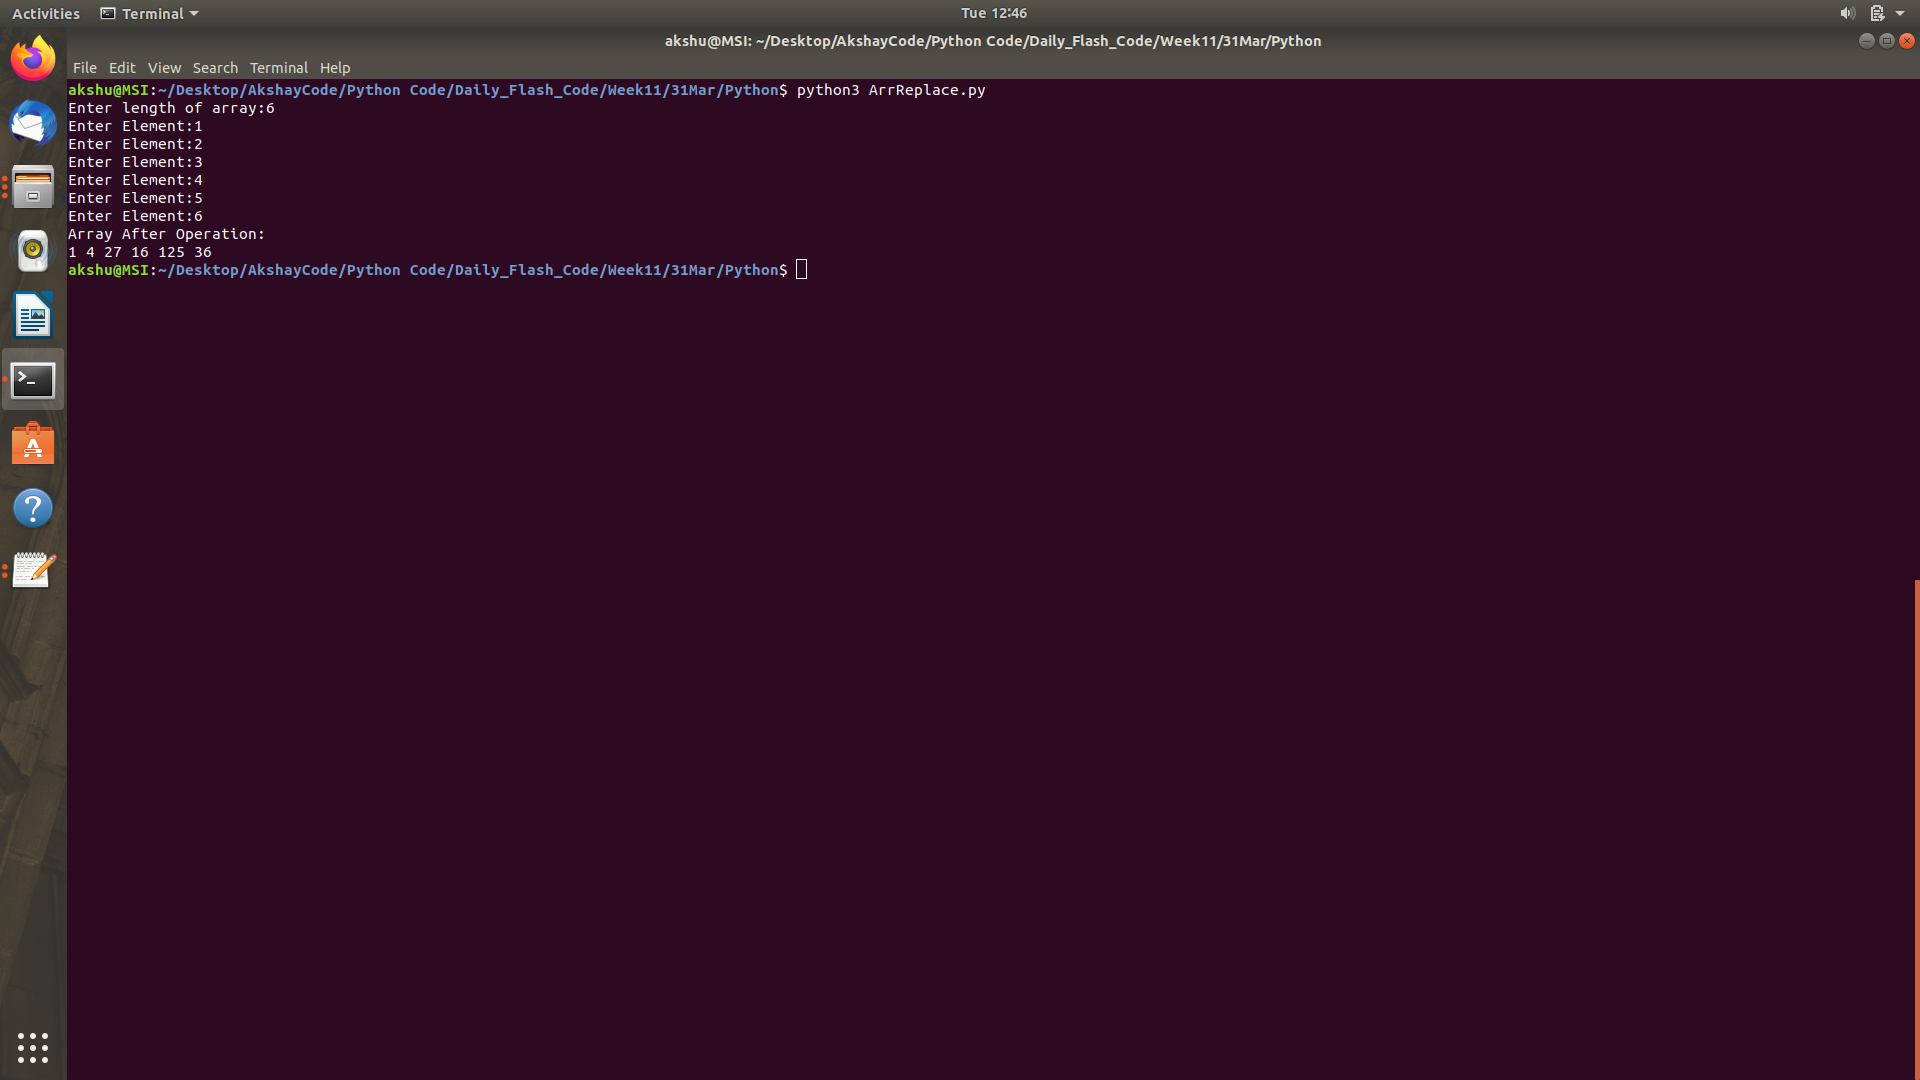 Activities Terminal Tue 12:46
akshu@MSI: ~/Desktop/AkshayCode/Python Code/Daily_Flash_Code/Week11/31Mar/Python
File Edit View Search Terminal Help
akshu@MSI:~/Desktop/AkshayCode/Python Code/Daily_Flash_Code/Week11/31Mar/Python$ python3 ArrReplace.py
Enter length of array:6
Enter Element:1
Enter Element:2
Enter Element:3
Enter Element:4
Enter Element:5
Enter Element:6
Array After Operation:
1 4 27 16 125 36
akshu@MSI:~/Desktop/AkshayCode/Python Code/Daily_Flash_Code/Week11/31Mar/Python$